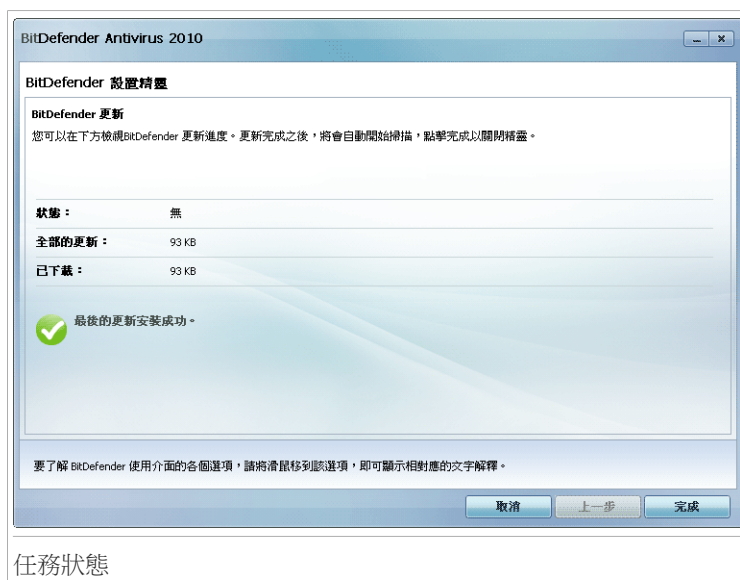 BitDefender Antivirus 2010
BitDefender 設置精靈
BitDefender 更新
您可以在下方檢視BitDefender 更新進度。更新完成之後，將會自動開始掃描，點擊完成以關閉精靈。
狀態： 無
全部的更新： 93 KB
已下載： 93 KB
最後的更新安裝成功。
要了解 BitDefender 使用介面的各個選項，請將滑鼠移到該選項，即可顯示相對應的文字解釋。
取消 上一步 完成
任務狀態